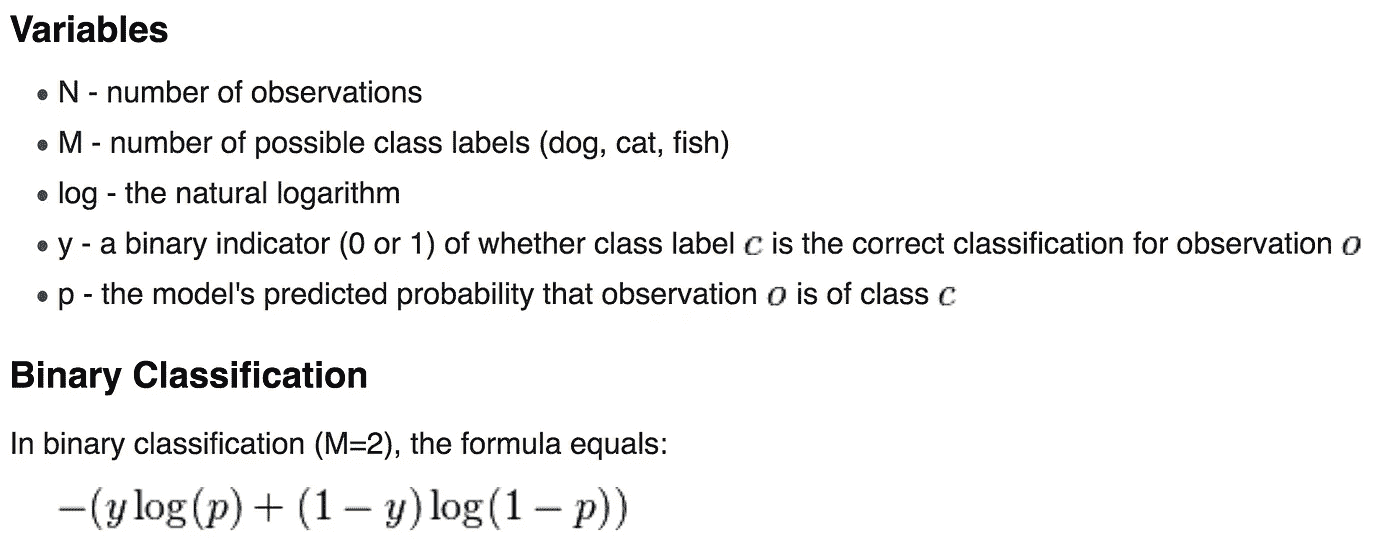 Variables
• N - number of observations
• M - number of possible class labels (dog, cat, fish)
• log - the natural logarithm
• y - a binary indicator (0 or 1) of whether class label c is the correct classification for observation o
• p - the model's predicted probability that observation o is of class c
Binary Classification
In binary classification (M=2), the formula equals:
−(y log(p) + (1 − y) log(1 − p))